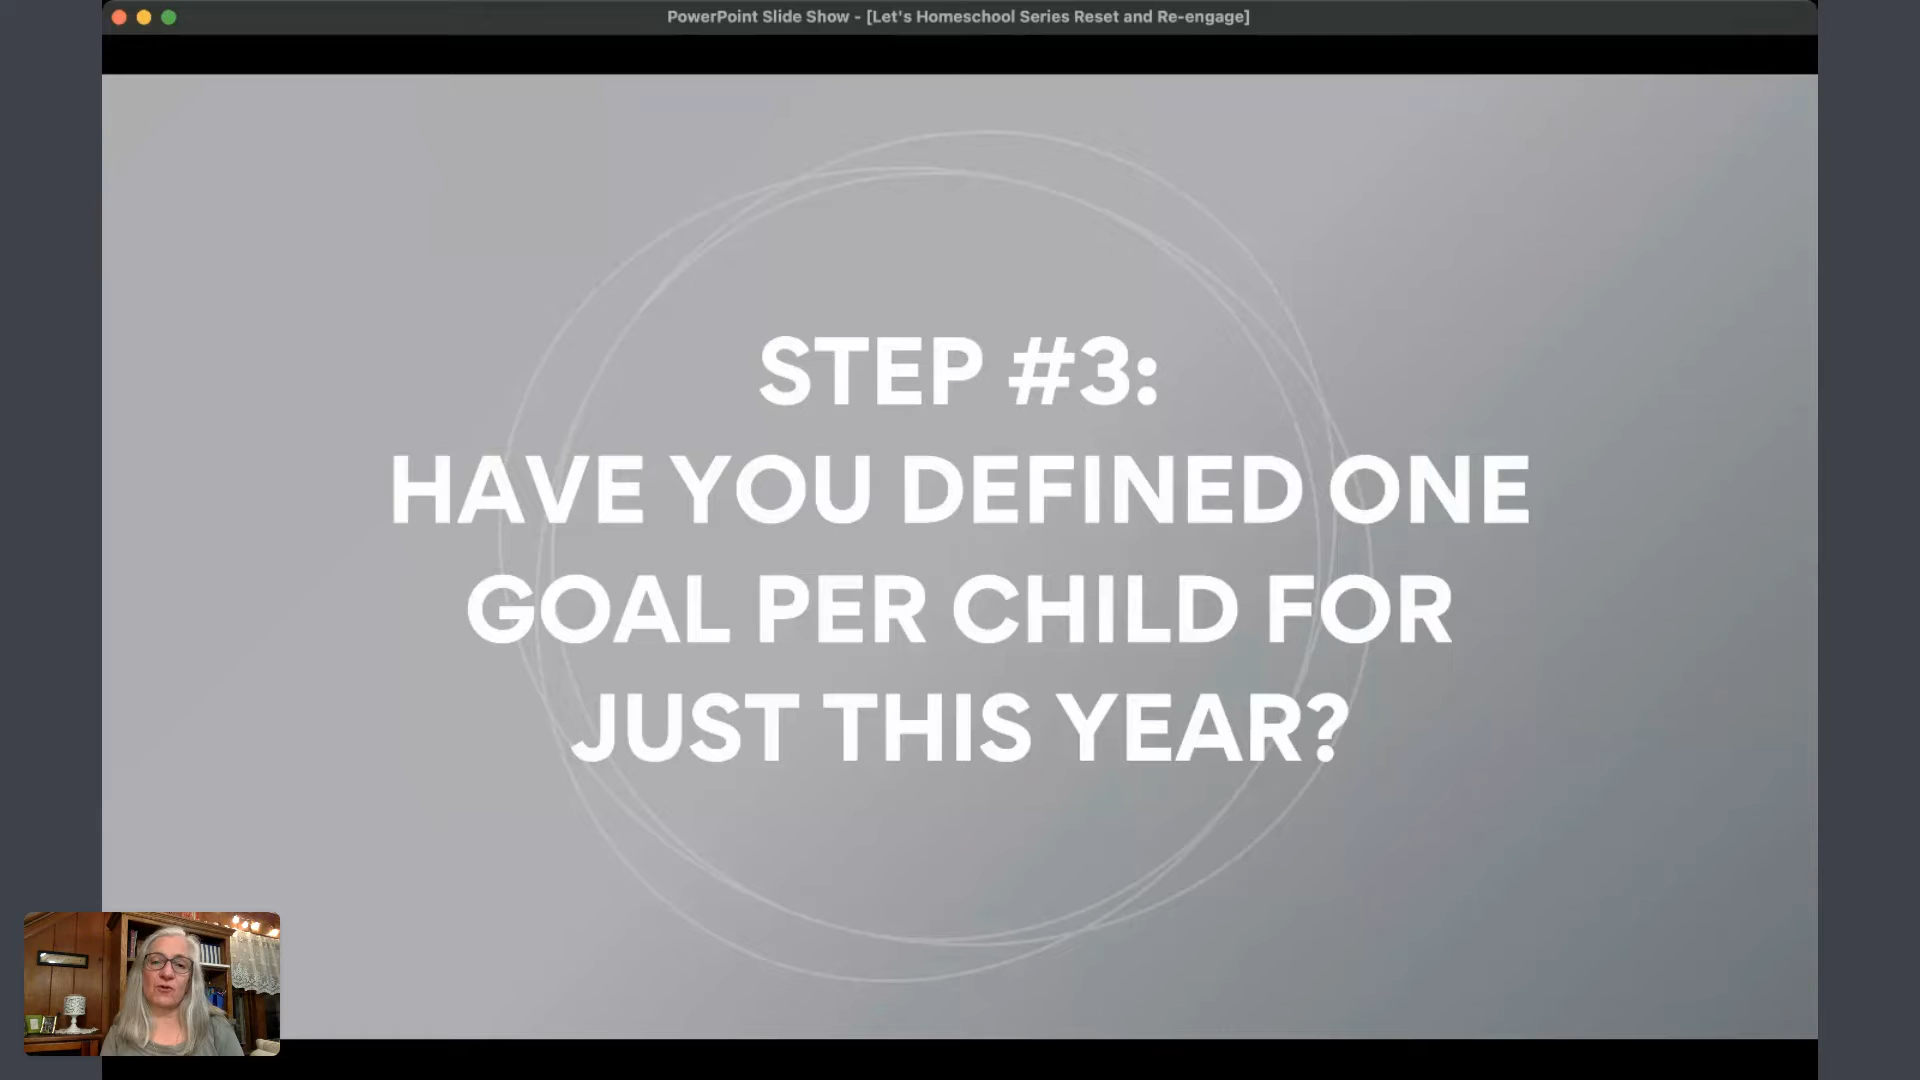 PowerPoint Slide Show - [Let's Homeschool Series Reset and Re-engage]
STEP #3:
HAVE YOU DEFINED ONE
GOAL PER CHILD FOR
JUST THIS YEAR?